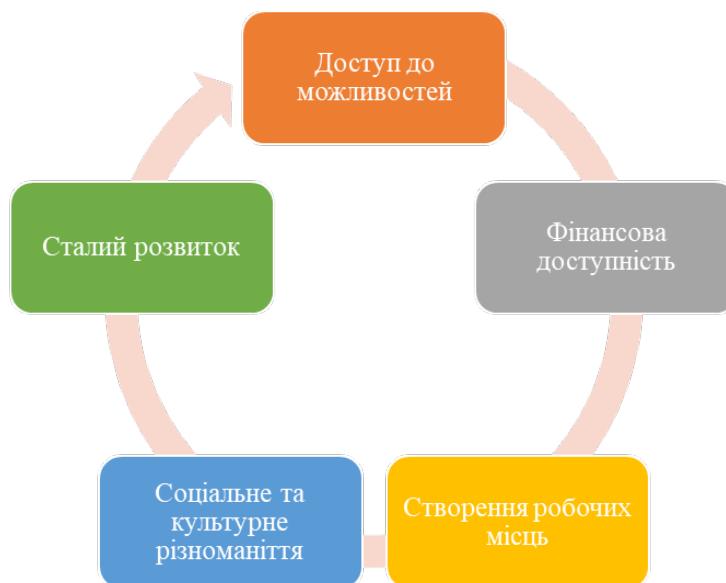 Доступ до
можливостей
Фінансова
доступність
Створення робочих
місць
Соціальне та
культурне
різноманіття
Сталий розвиток